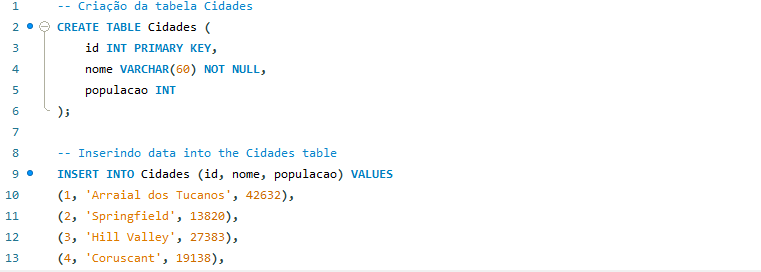 1 -- Criação da tabela Cidades
2 CREATE TABLE Cidades (
3 id INT PRIMARY KEY,
4 nome VARCHAR(60) NOT NULL,
5 populacao INT
6 );
7
8 -- Inserindo data into the Cidades table
9 INSERT INTO Cidades (id, nome, populacao) VALUES
10 (1, 'Arraial dos Tucanos', 42632),
11 (2, 'Springfield', 13820),
12 (3, 'Hill Valley', 27383),
13 (4, 'Coruscant', 19138),